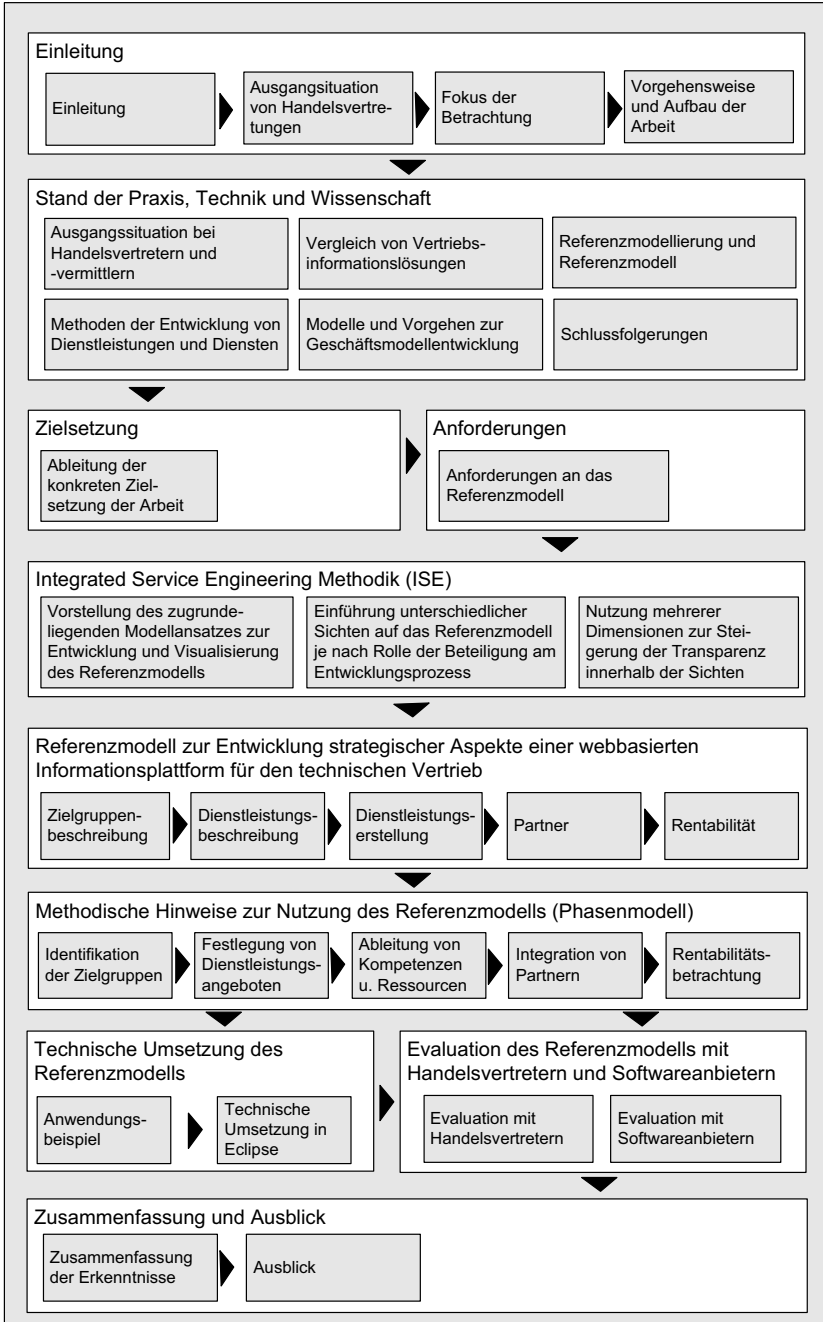 Einleitung
Einleitung
Ausgangsituation
von Handelsvertre-
tungen
Fokus der
Betrachtung
Vorgehensweise
und Aufbau der
Arbeit
Stand der Praxis, Technik und Wissenschaft
Ausgangssituation bei
Handelsvertretern und
-vermittlern
Vergleich von Vertriebs-
informationslösungen
Referenzmodellierung und
Referenzmodell
Methoden der Entwicklung von
Dienstleistungen und Diensten
Modelle und Vorgehen zur
Geschäftsmodellentwicklung
Schlussfolgerungen
Zielsetzung
Ableitung der
konkreten Ziel-
setzung der Arbeit
Anforderungen
Anforderungen an das
Referenzmodell
Integrated Service Engineering Methodik (ISE)
Vorstellung des zugrunde-
liegenden Modellansatzes zur
Entwicklung und Visualisierung
des Referenzmodells
Einführung unterschiedlicher
Sichten auf das Referenzmodell
je nach Rolle der Beteiligung am
Entwicklungsprozess
Nutzung mehrerer
Dimensionen zur Stei-
gerung der Transparenz
innerhalb der Sichten
Referenzmodell zur Entwicklung strategischer Aspekte einer webbasierten
Informationsplattform für den technischen Vertrieb
Zielgruppen-
beschreibung
Dienstleistungs-
beschreibung
Dienstleistungs-
erstellung
Partner
Rentabilität
Methodische Hinweise zur Nutzung des Referenzmodells (Phasenmodell)
Identifikation
der Zielgruppen
Festlegung von
Dienstleistungs-
angeboten
Ableitung von
Kompetenzen
u. Ressourcen
Integration von
Partnern
Rentabilitäts-
betrachtung
Technische Umsetzung des
Referenzmodells
Anwendungs-
beispiel
Technische
Umsetzung in
Eclipse
Evaluation des Referenzmodells mit
Handelsvertretern und Softwareanbietern
Evaluation mit
Handelsvertretern
Evaluation mit
Softwareanbietern
Zusammenfassung und Ausblick
Zusammenfassung
der Erkenntnisse
Ausblick